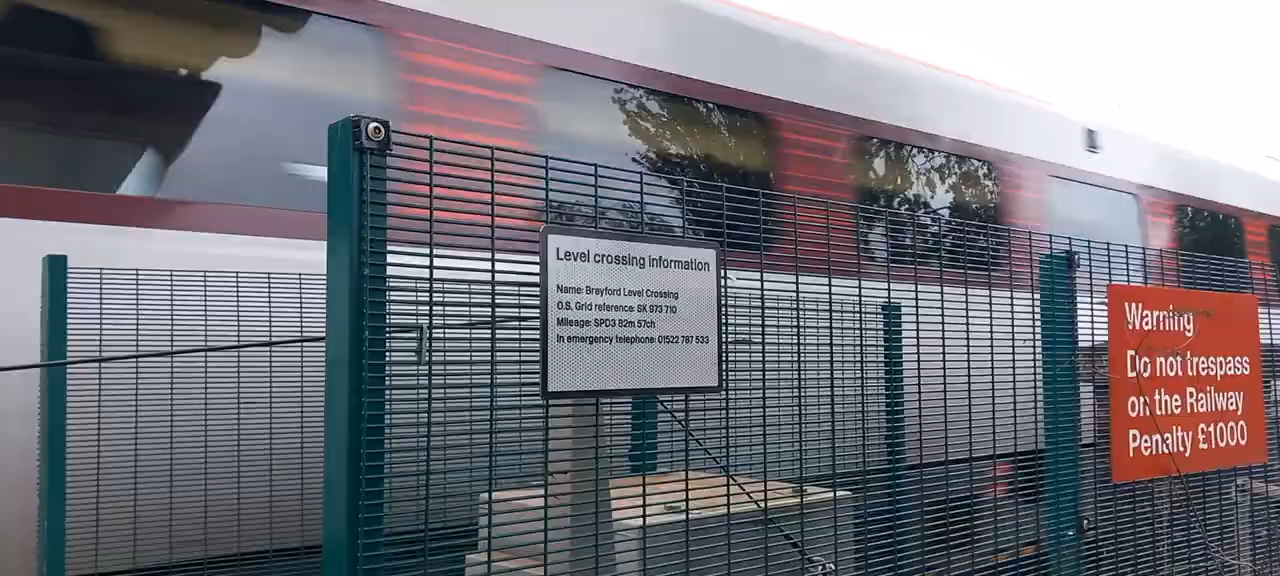 Level crossing information
Name: Brayford Level Crossing
O.S. Grid reference: SK 973 710
Mileage: SPD3 82m 57ch
In emergency telephone: 01522 787 533
Warning
Do not trespass
on the Railway
Penalty £1000